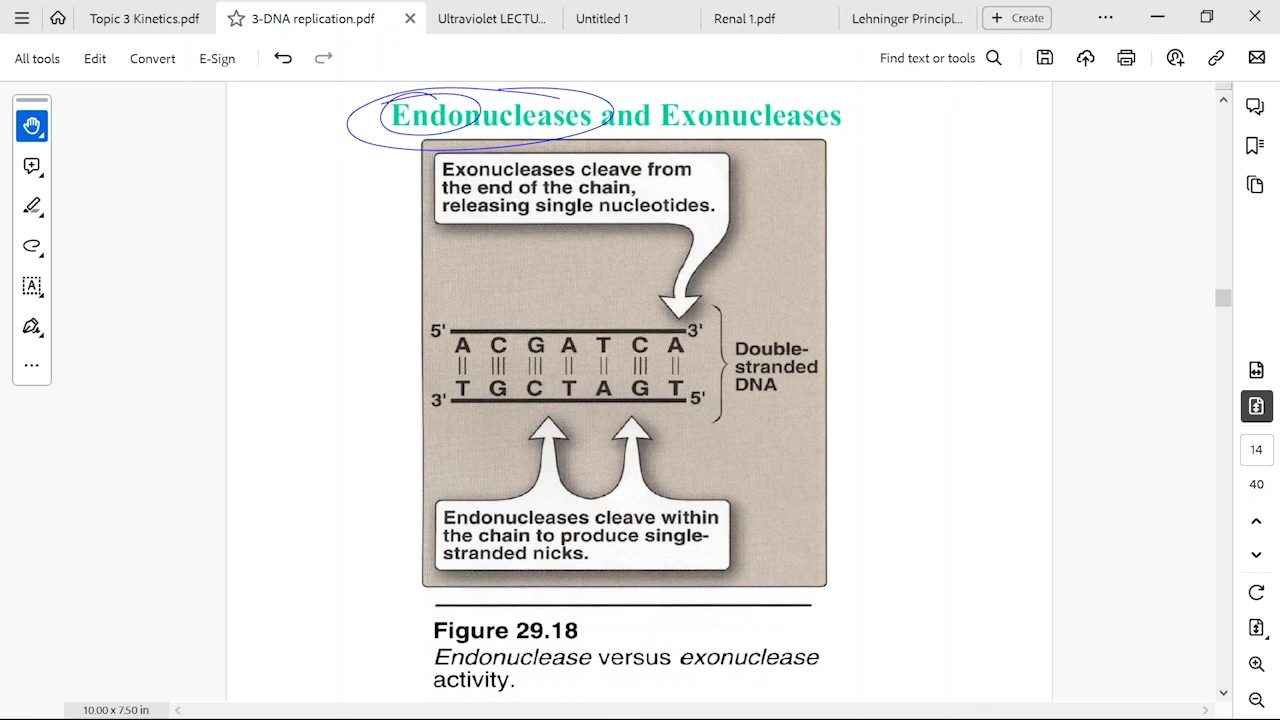 Topic 3 Kinetics.pdf
3-DNA replication.pdf
Ultraviolet LECTU...
Untitled 1
Renal 1.pdf
Lehninger Principl...
+ Create
All tools
Edit
Convert
E-Sign
Find text or tools
Endonucleases and Exonucleases
Exonucleases cleave from
the end of the chain,
releasing single nucleotides.
5' 3'
A C G A T C A
T G C T A G T
3' 5'
Double-
stranded
DNA
Endonucleases cleave within
the chain to produce single-
stranded nicks.
Figure 29.18
Endonuclease versus exonuclease
activity.
14
40
10.00 x 7.50 in